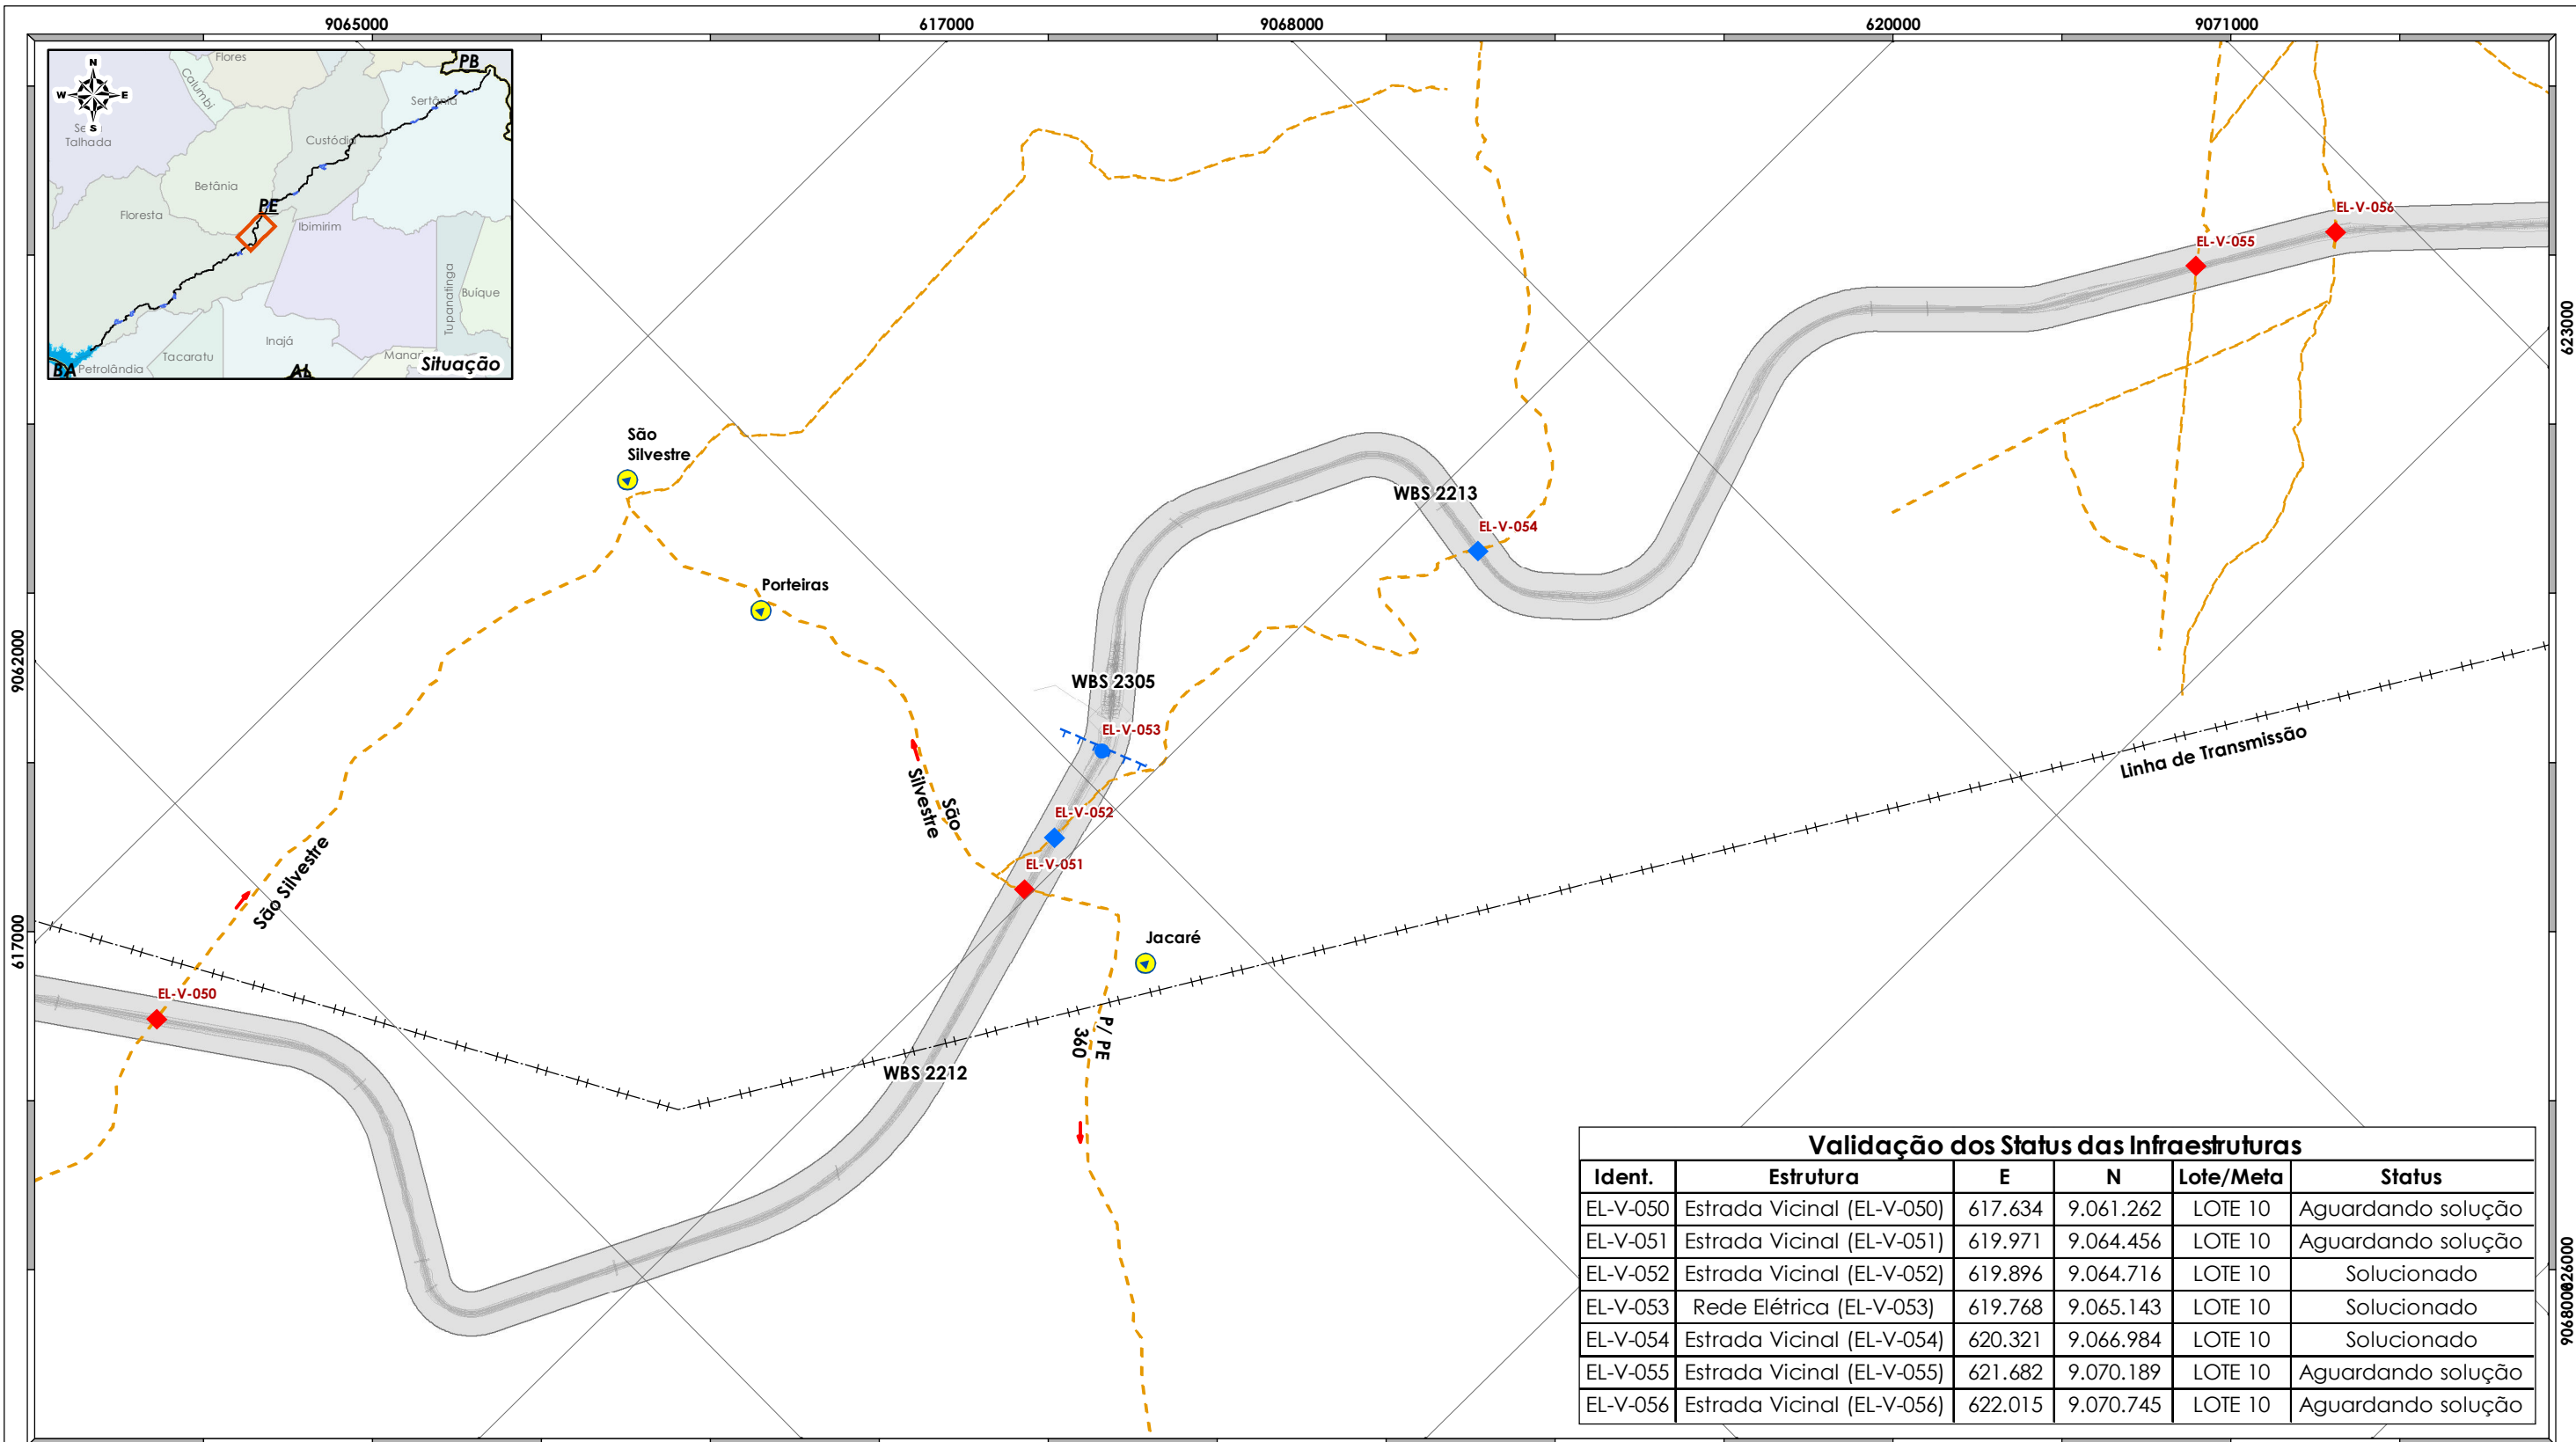 9065000
617000
9068000
620000
9071000
N
W
E
S
Flores
Calumbi
PB
Sertânia
Talhada
Custódia
Betânia
PE
Floresta
Ibimirim
Tupanatinga
Buíque
Inajá
Tacaratu
Situação
BA
Petrolândia
AL
EL-V-056
EL-V-055
623000
São
Silvestre
WBS 2213
EL-V-054
Porteiras
9062000
WBS 2305
EL-V-053
Linha de Transmissão
São
Silvestre
EL-V-052
EL-V-051
São Silvestre
617000
Jacaré
EL-V-050
P/ PE
360
WBS 2212
Validação dos Status das Infraestruturas
Ident. Estrutura E N Lote/Meta Status
EL-V-050 Estrada Vicinal (EL-V-050) 617.634 9.061.262 LOTE 10 Aguardando solução
EL-V-051 Estrada Vicinal (EL-V-051) 619.971 9.064.456 LOTE 10 Aguardando solução
EL-V-052 Estrada Vicinal (EL-V-052) 619.896 9.064.716 LOTE 10 Solucionado
EL-V-053 Rede Elétrica (EL-V-053) 619.768 9.065.143 LOTE 10 Solucionado
EL-V-054 Estrada Vicinal (EL-V-054) 620.321 9.066.984 LOTE 10 Solucionado
EL-V-055 Estrada Vicinal (EL-V-055) 621.682 9.070.189 LOTE 10 Aguardando solução
EL-V-056 Estrada Vicinal (EL-V-056) 622.015 9.070.745 LOTE 10 Aguardando solução